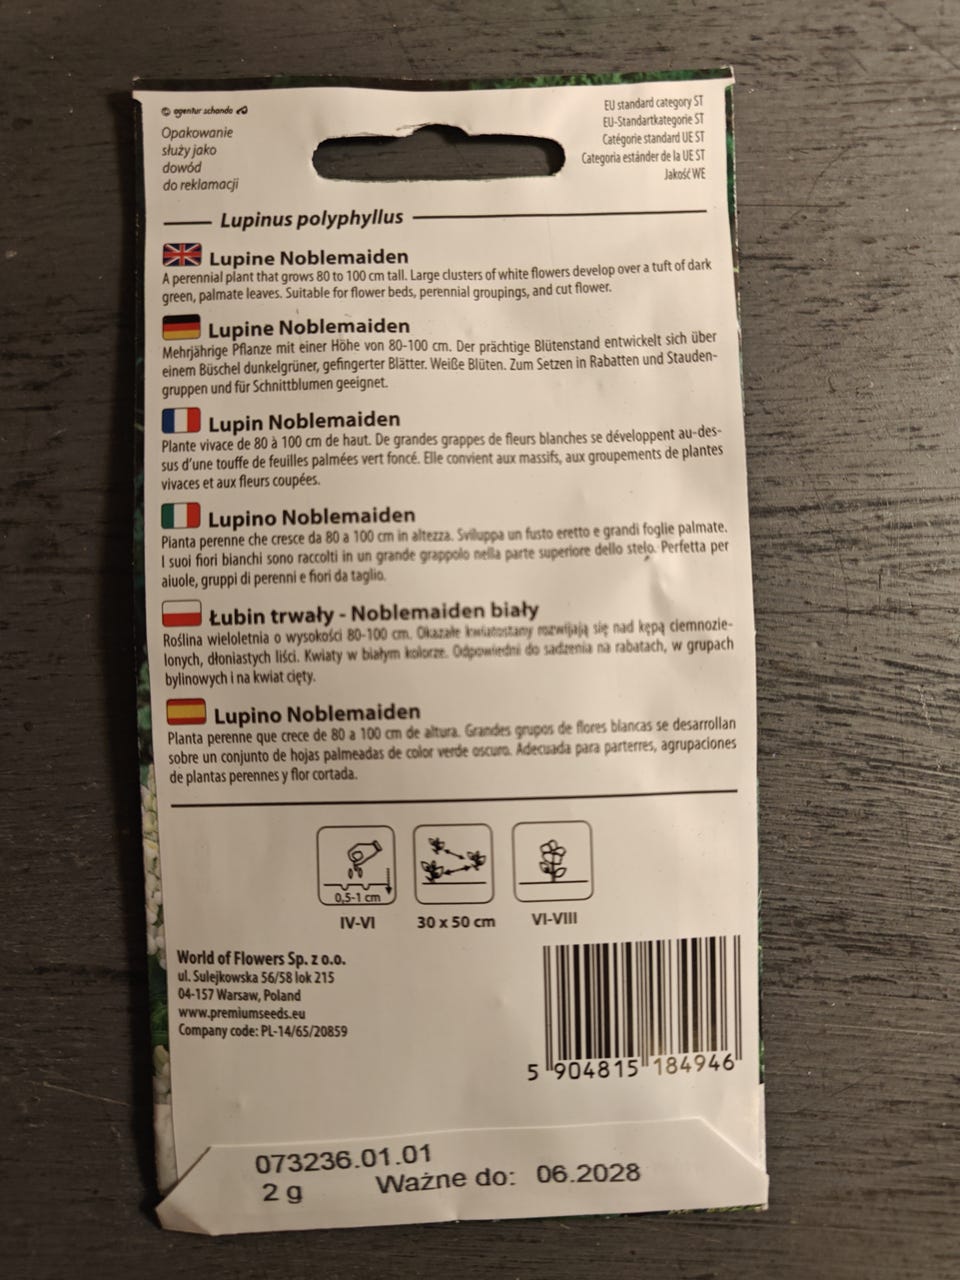 © agentur schanda
Opakowanie
służy jako
dowód
do reklamacji
EU standard category ST
EU-Standartkategorie ST
Catégorie standard UE ST
Categoria estánder de la UE ST
Jakość WE
Lupinus polyphyllus
Lupine Noblemaiden
A perennial plant that grows 80 to 100 cm tall. Large clusters of white flowers develop over a tuft of dark
green, palmate leaves. Suitable for flower beds, perennial groupings, and cut flower.
Lupine Noblemaiden
Mehrjährige Pflanze mit einer Höhe von 80-100 cm. Der prächtige Blütenstand entwickelt sich über
einem Büschel dunkelgrüner, gefingerter Blätter. Weiße Blüten. Zum Setzen in Rabatten und Stauden-
gruppen und für Schnittblumen geeignet.
Lupin Noblemaiden
Plante vivace de 80 à 100 cm de haut. De grandes grappes de fleurs blanches se développent au-des-
sus d'une touffe de feuilles palmées vert foncé. Elle convient aux massifs, aux groupements de plantes
vivaces et aux fleurs coupées.
Lupino Noblemaiden
Planta perenne che cresce da 80 a 100 cm in altezza. Sviluppa un fusto eretto e grandi foglie palmate.
I suoi fiori bianchi sono raccolti in un grande grappolo nella parte superiore dello stelo. Perfetta per
aiuole, gruppi di perenni e fiori da taglio.
Łubin trwały - Noblemaiden biały
Roślina wieloletnia o wysokości 80-100 cm. Okazałe kwiatostany rozwijają się nad kępą ciemnozie-
lonych, dłoniastych liści. Kwiaty w białym kolorze. Odpowiedni do sadzenia na rabatach, w grupach
bylinowych i na kwiat cięty.
Lupino Noblemaiden
Planta perenne que crece de 80 a 100 cm de altura. Grandes grupos de flores blancas se desarrollan
sobre un conjunto de hojas palmeadas de color verde oscuro. Adecuada para parterres, agrupaciones
de plantas perennes y flor cortada.
0,5-1 cm
IV-VI
30 x 50 cm
VI-VIII
World of Flowers Sp. z o.o.
ul. Sulejkowska 56/58 lok 215
04-157 Warsaw, Poland
www.premiumseeds.eu
Company code: PL-14/65/20859
5 904815 184946
073236.01.01
2 g Ważne do: 06.2028